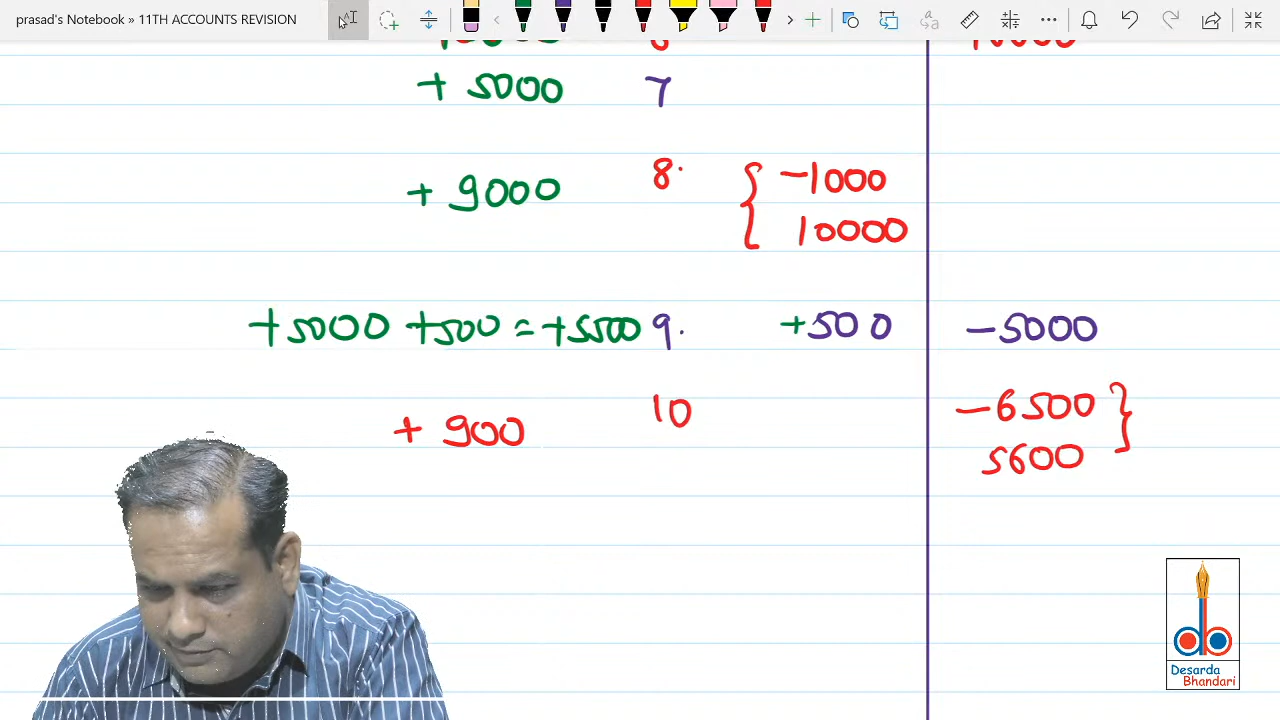 prasad's Notebook » 11TH ACCOUNTS REVISION
+ 5000 7
+ 9000 8. { -1000
10000
+5000 +500 = +5500 9. +500 -5000
+ 900 10 -6500 }
5600
db
Desarda
Bhandari